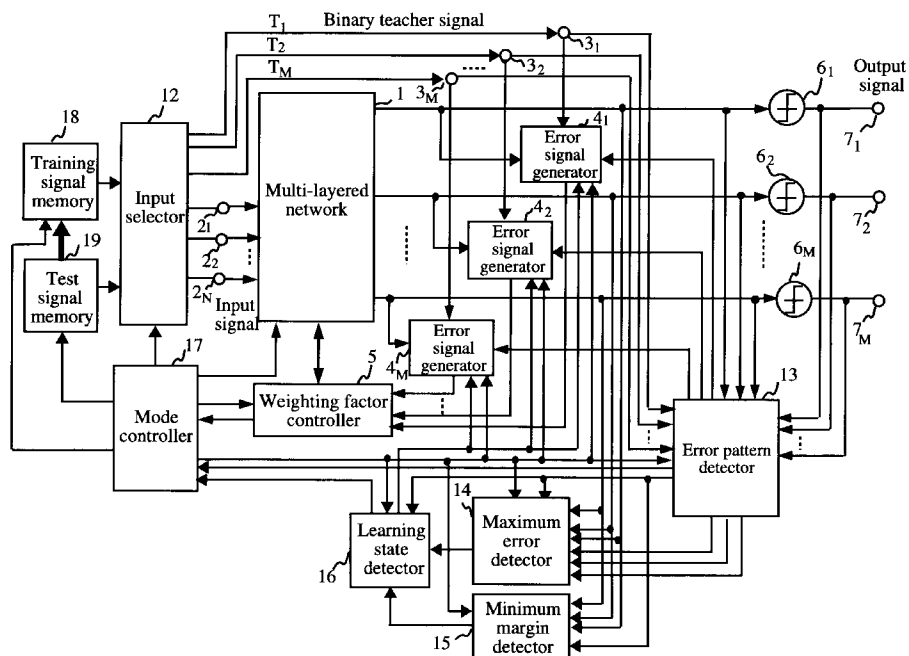 T1 Binary teacher signal
T2
TM
31
32
3M
1
12
18
Training
signal
memory
19
Test
signal
memory
Input
selector
21
22
2N
Input
signal
Multi-layered
network
41
Error
signal
generator
42
Error
signal
generator
4M
Error
signal
generator
61
62
6M
Output
signal
71
72
7M
17
Mode
controller
5
Weighting factor
controller
13
Error pattern
detector
14
Maximum
error
detector
16
Learning
state
detector
15
Minimum
margin
detector